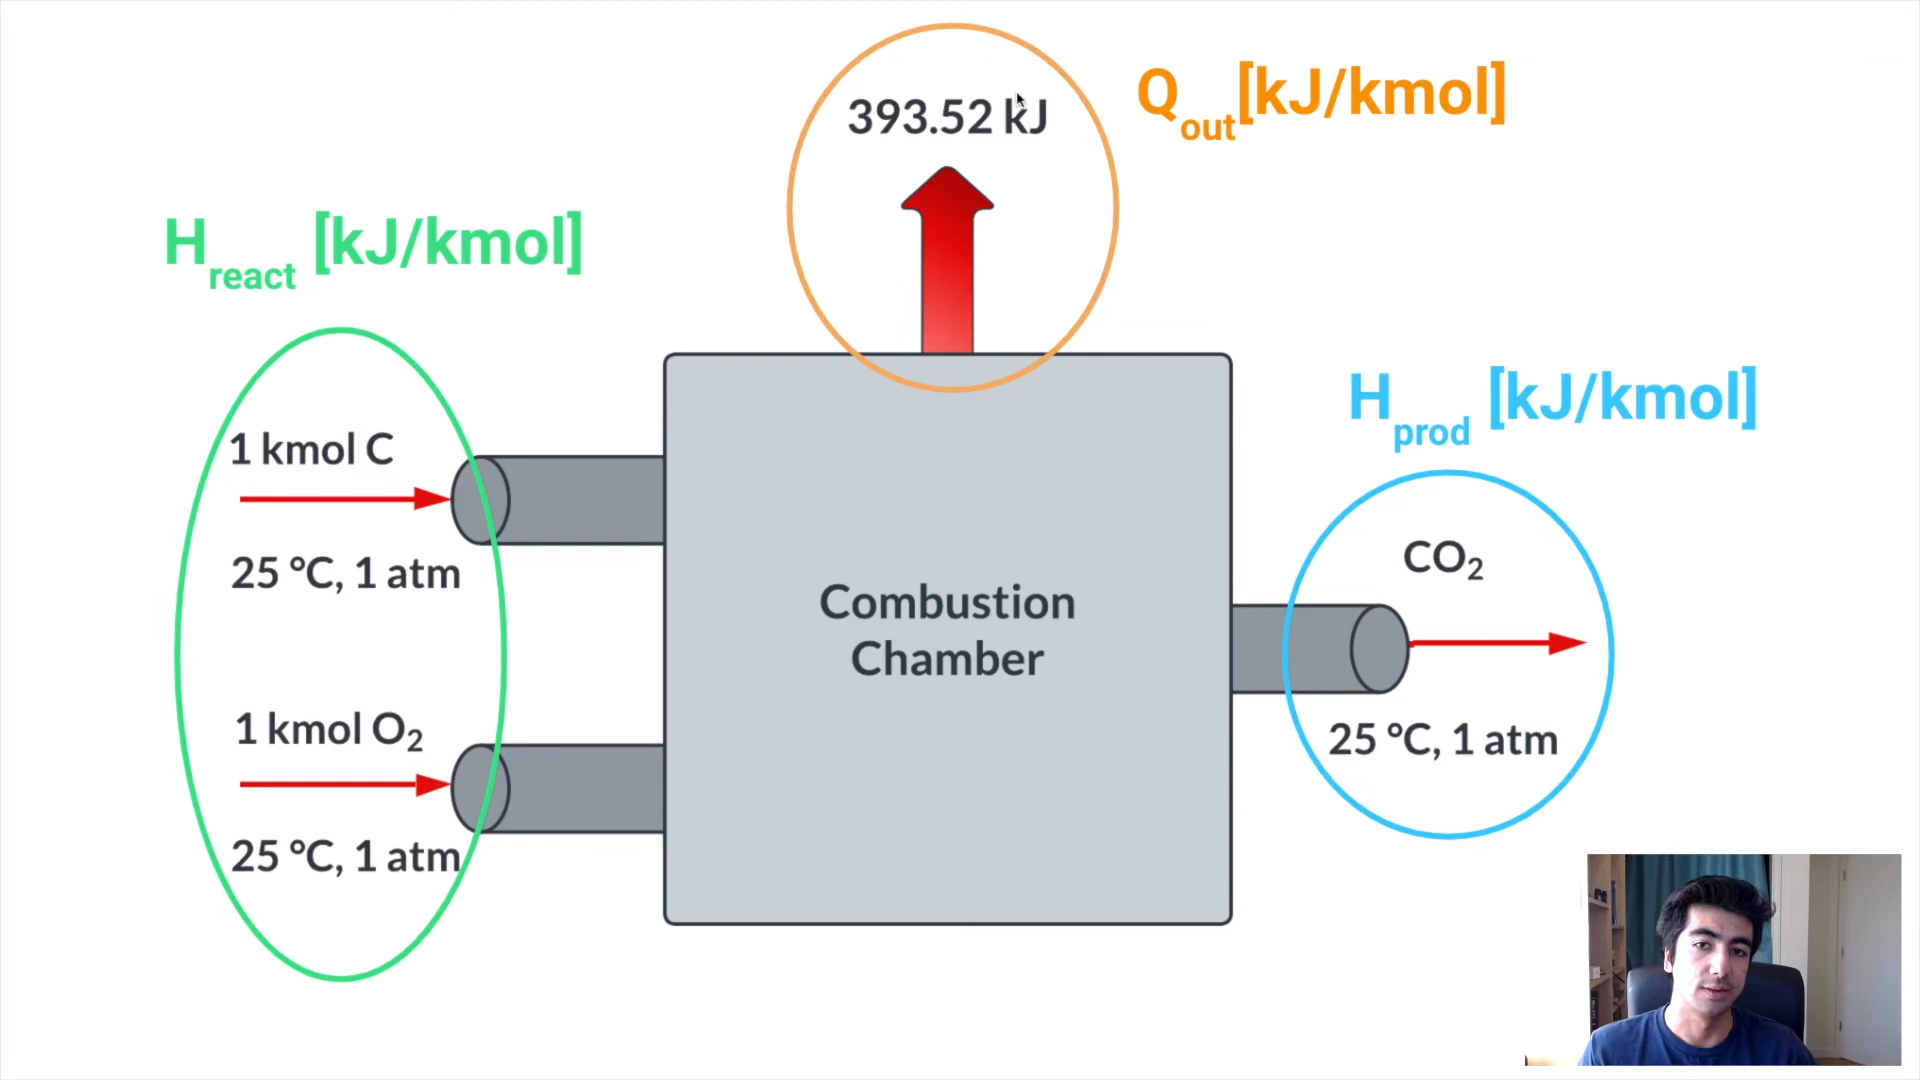 393.52 kJ
Q_out [kJ/kmol]
H_react [kJ/kmol]
H_prod [kJ/kmol]
1 kmol C
25 °C, 1 atm
CO₂
Combustion
Chamber
1 kmol O₂
25 °C, 1 atm
25 °C, 1 atm